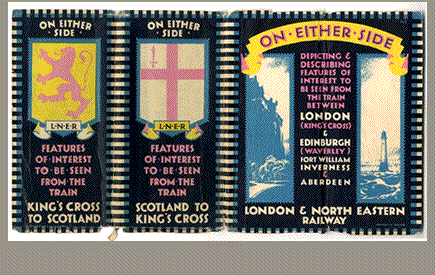 ON EITHER
· SIDE ·
L·N·E·R
FEATURES
OF·INTEREST
TO·BE·SEEN
FROM·THE
TRAIN
KING'S CROSS
TO SCOTLAND
ON EITHER
· SIDE ·
L·N·E·R
FEATURES
OF·INTEREST
TO·BE·SEEN
FROM·THE
TRAIN
SCOTLAND TO
KING'S CROSS
ON · EITHER · SIDE
DEPICTING &
DESCRIBING
FEATURES OF
INTEREST TO
BE SEEN FROM
THE TRAIN
BETWEEN
LONDON
(KING'S CROSS)
&
EDINBURGH
(WAVERLEY)
FORT WILLIAM
INVERNESS
&
ABERDEEN
LONDON & NORTH EASTERN
RAILWAY